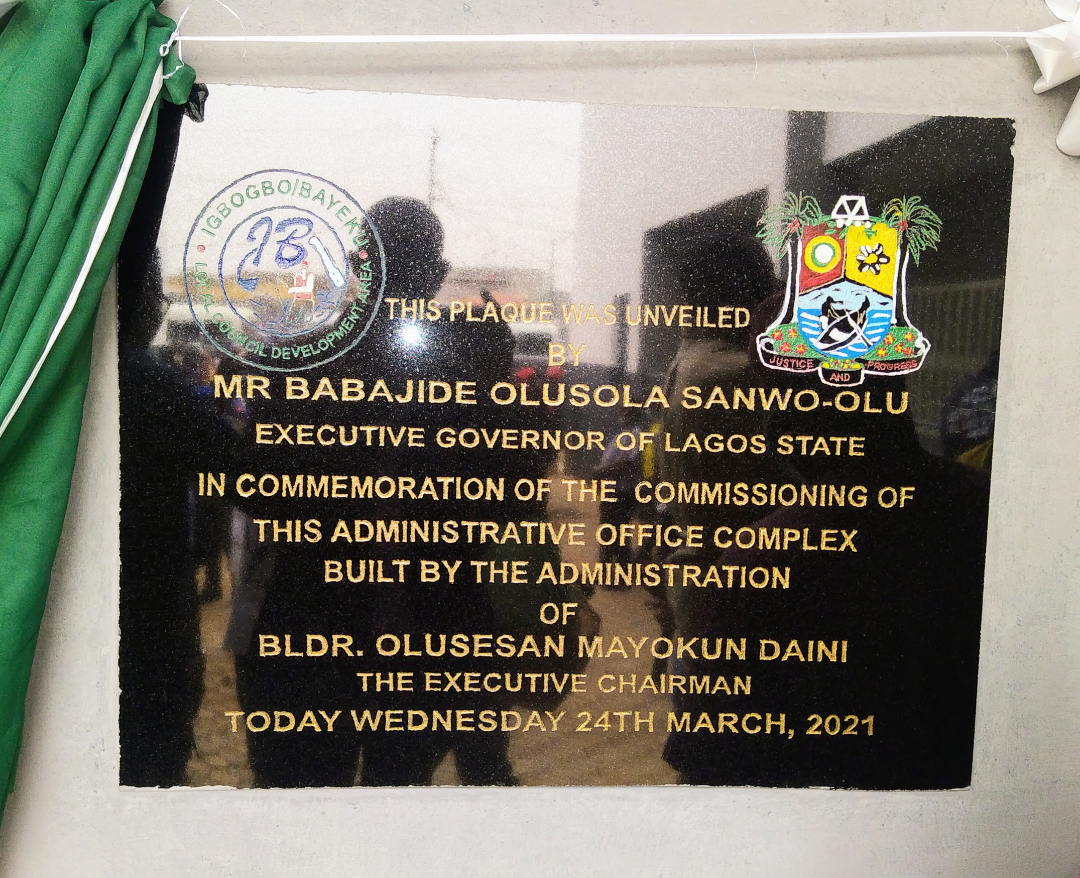 IGBOGBO/BAYEKU
LOCAL COUNCIL DEVELOPMENT AREA
JB
JUSTICE AND PROGRESS
THIS PLAQUE WAS UNVEILED
BY
MR BABAJIDE OLUSOLA SANWO-OLU
EXECUTIVE GOVERNOR OF LAGOS STATE
IN COMMEMORATION OF THE COMMISSIONING OF
THIS ADMINISTRATIVE OFFICE COMPLEX
BUILT BY THE ADMINISTRATION
OF
BLDR. OLUSESAN MAYOKUN DAINI
THE EXECUTIVE CHAIRMAN
TODAY WEDNESDAY 24TH MARCH, 2021